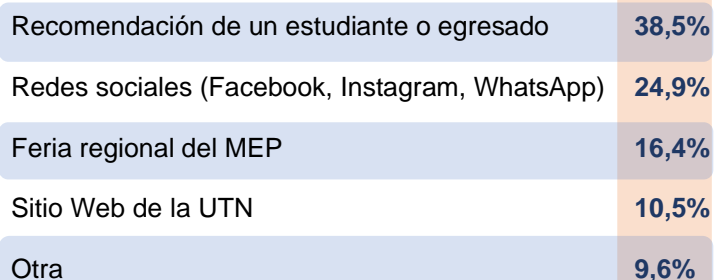 Recomendación de un estudiante o egresado 38,5%
Redes sociales (Facebook, Instagram, WhatsApp) 24,9%
Feria regional del MEP 16,4%
Sitio Web de la UTN 10,5%
Otra 9,6%